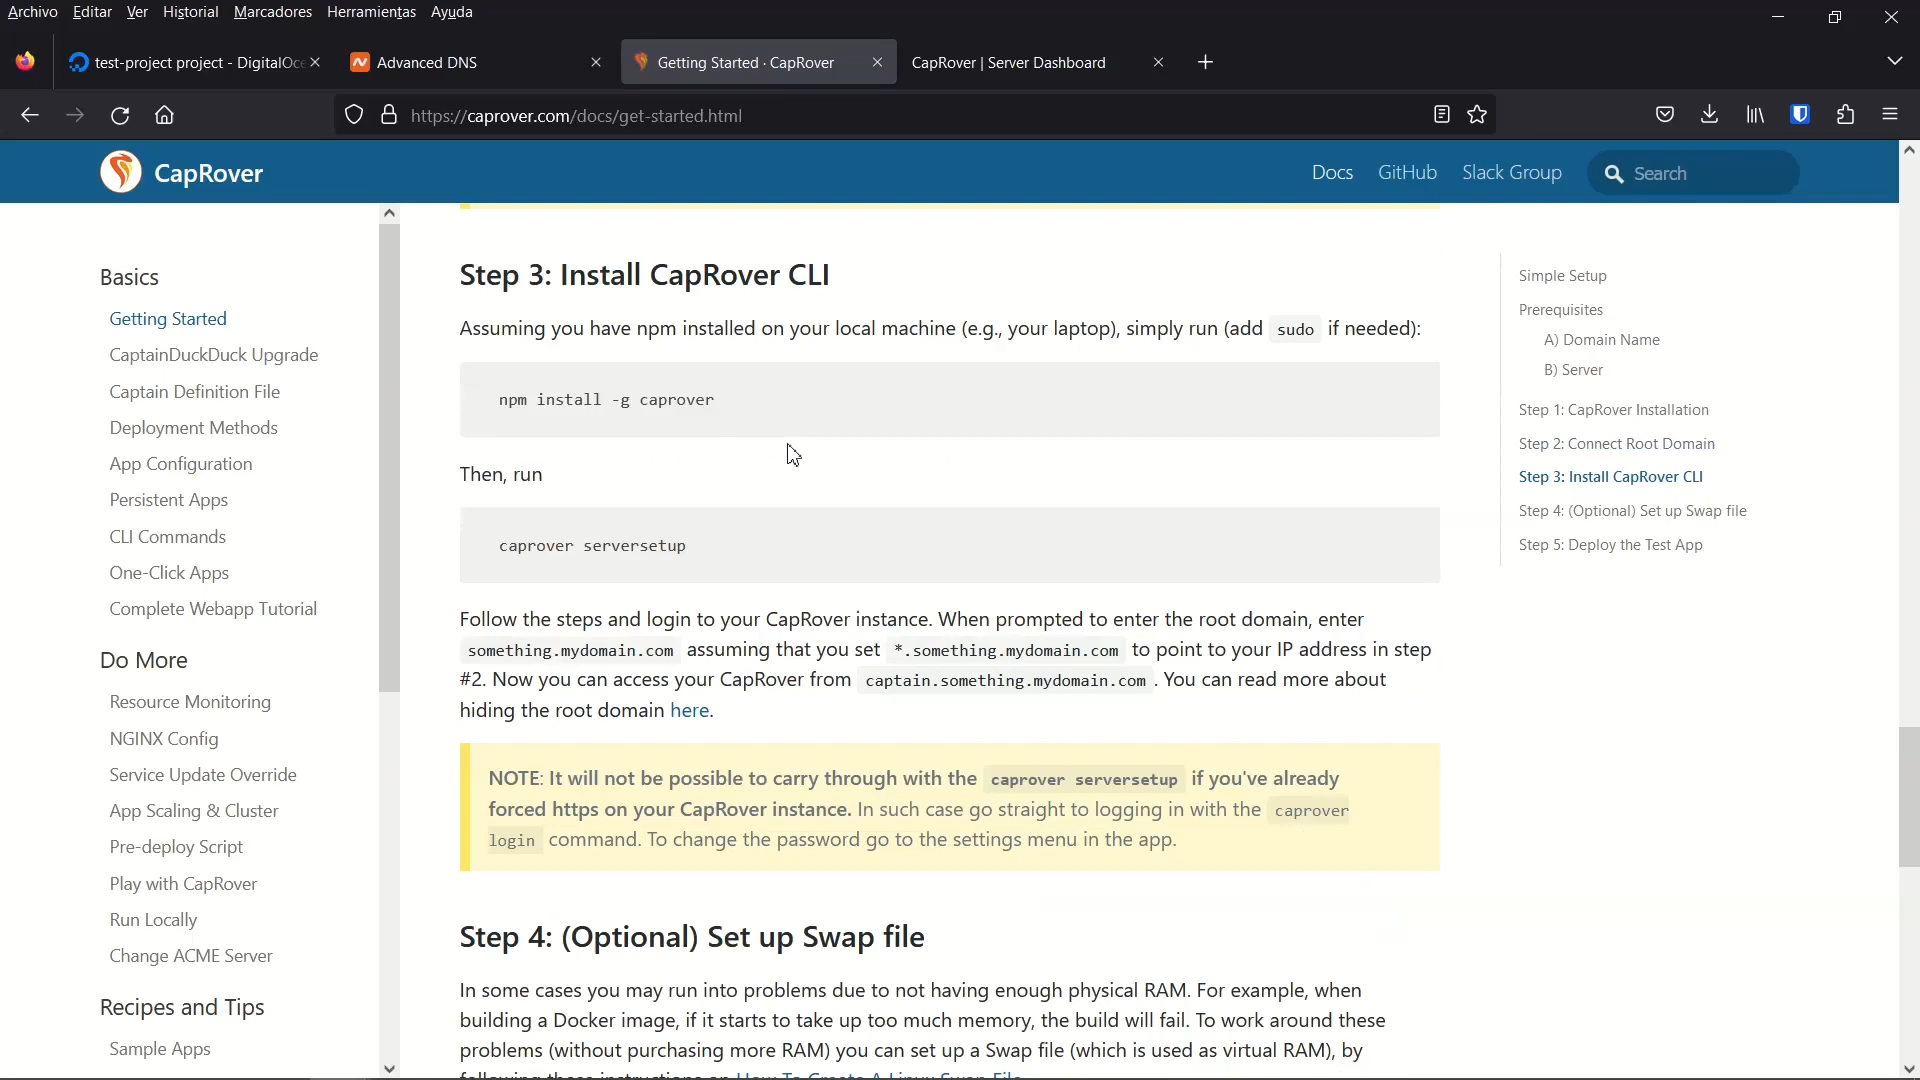 Archivo Editar Ver Historial Marcadores Herramientas Ayuda
test-project project - DigitalOce
Advanced DNS
Getting Started · CapRover
CapRover | Server Dashboard
https://caprover.com/docs/get-started.html
CapRover
Docs GitHub Slack Group Search
Basics
Getting Started
CaptainDuckDuck Upgrade
Captain Definition File
Deployment Methods
App Configuration
Persistent Apps
CLI Commands
One-Click Apps
Complete Webapp Tutorial
Do More
Resource Monitoring
NGINX Config
Service Update Override
App Scaling & Cluster
Pre-deploy Script
Play with CapRover
Run Locally
Change ACME Server
Recipes and Tips
Sample Apps
Step 3: Install CapRover CLI
Assuming you have npm installed on your local machine (e.g., your laptop), simply run (add sudo if needed):
npm install -g caprover
Then, run
caprover serversetup
Follow the steps and login to your CapRover instance. When prompted to enter the root domain, enter
something.mydomain.com assuming that you set *.something.mydomain.com to point to your IP address in step
#2. Now you can access your CapRover from captain.something.mydomain.com . You can read more about
hiding the root domain here.
NOTE: It will not be possible to carry through with the caprover serversetup if you've already
forced https on your CapRover instance. In such case go straight to logging in with the caprover
login command. To change the password go to the settings menu in the app.
Step 4: (Optional) Set up Swap file
In some cases you may run into problems due to not having enough physical RAM. For example, when
building a Docker image, if it starts to take up too much memory, the build will fail. To work around these
problems (without purchasing more RAM) you can set up a Swap file (which is used as virtual RAM), by
following these instructions on How To Create A Linux Swap File
Simple Setup
Prerequisites
A) Domain Name
B) Server
Step 1: CapRover Installation
Step 2: Connect Root Domain
Step 3: Install CapRover CLI
Step 4: (Optional) Set up Swap file
Step 5: Deploy the Test App